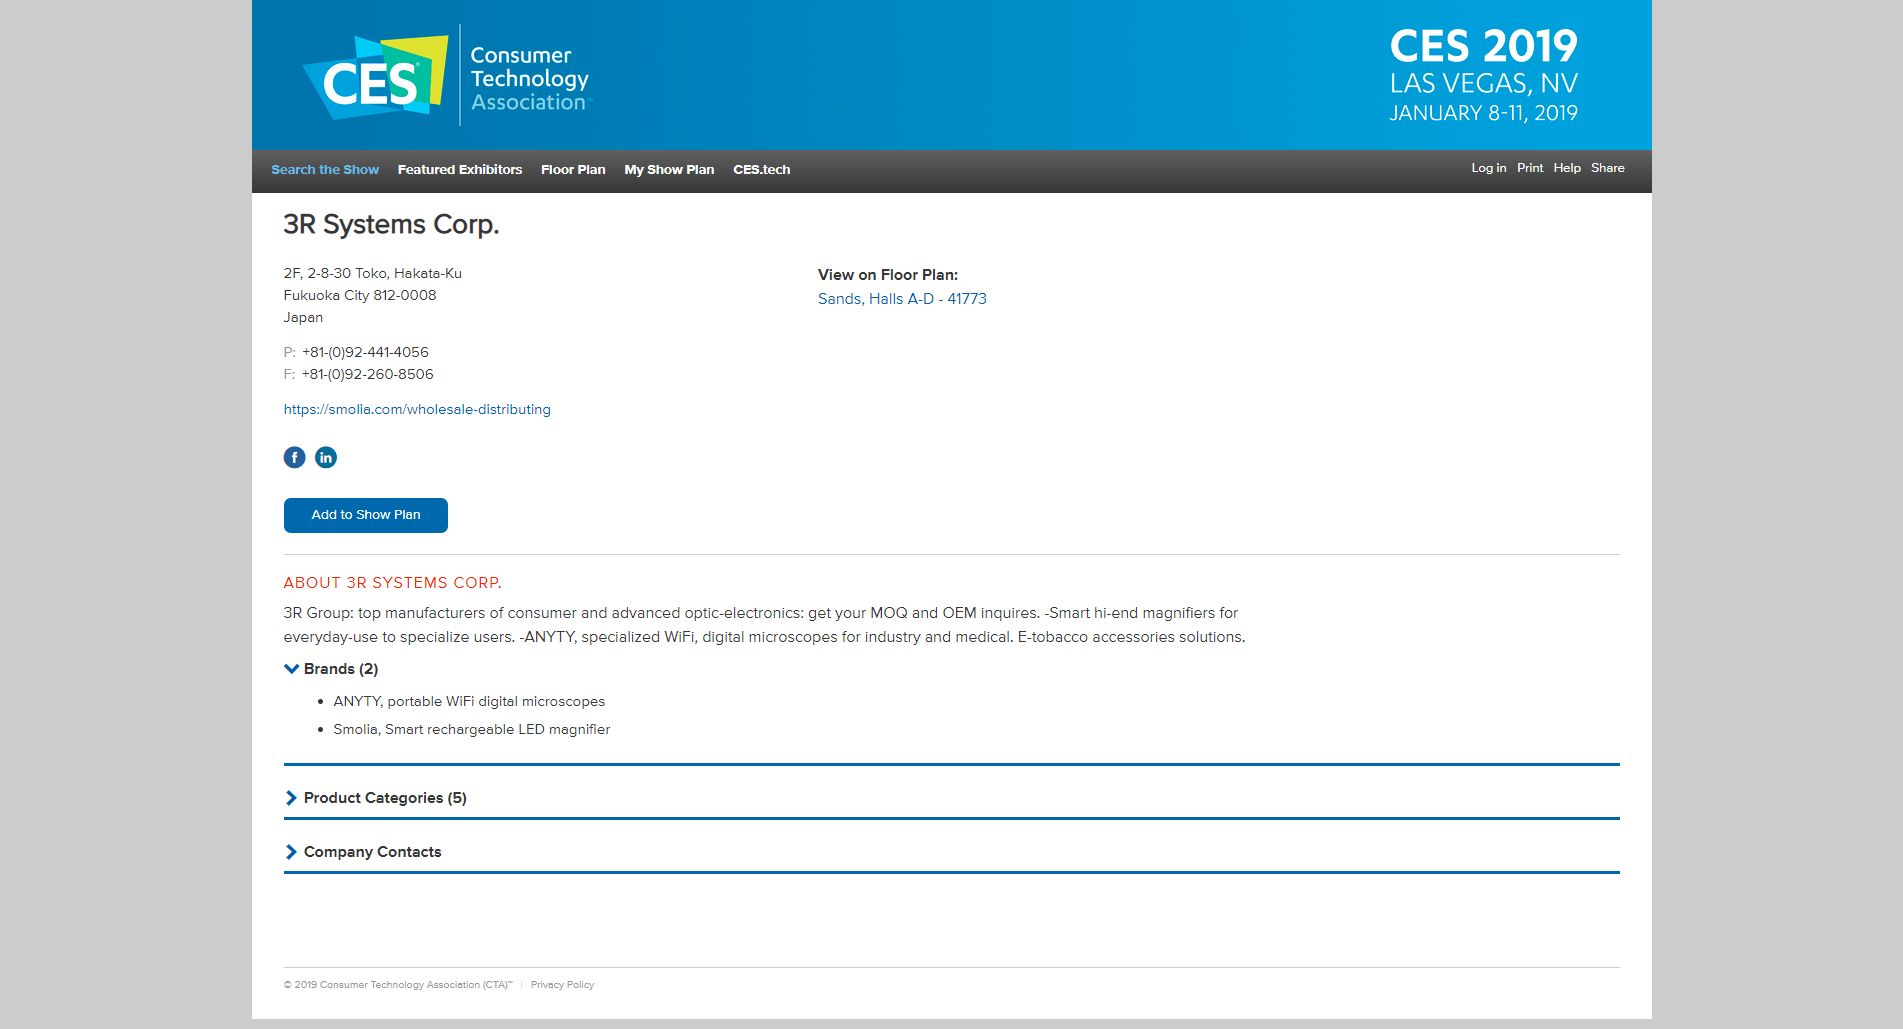 CES
Consumer
Technology
Association™
CES 2019
LAS VEGAS, NV
JANUARY 8-11, 2019
Search the Show Featured Exhibitors Floor Plan My Show Plan CES.tech
Log in Print Help Share
3R Systems Corp.
2F, 2-8-30 Toko, Hakata-Ku
Fukuoka City 812-0008
Japan
P: +81-(0)92-441-4056
F: +81-(0)92-260-8506
https://smolia.com/wholesale-distributing
f in
Add to Show Plan
View on Floor Plan:
Sands, Halls A-D - 41773
ABOUT 3R SYSTEMS CORP.
3R Group: top manufacturers of consumer and advanced optic-electronics: get your MOQ and OEM inquires. -Smart hi-end magnifiers for
everyday-use to specialize users. -ANYTY, specialized WiFi, digital microscopes for industry and medical. E-tobacco accessories solutions.
Brands (2)
• ANYTY, portable WiFi digital microscopes
• Smolia, Smart rechargeable LED magnifier
Product Categories (5)
Company Contacts
© 2019 Consumer Technology Association (CTA)™ | Privacy Policy